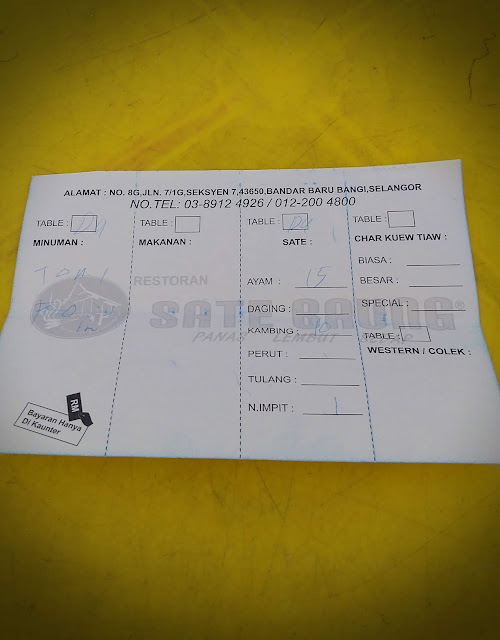 ALAMAT : NO. 8G,JLN. 7/1G,SEKSYEN 7,43650,BANDAR BARU BANGI,SELANGOR
NO.TEL: 03-8912 4926 / 012-200 4800
TABLE :
MINUMAN :
TABLE :
MAKANAN :
TABLE :
SATE :
AYAM : 15
DAGING :
KAMBING : 10
PERUT :
TULANG :
N.IMPIT : 1
TABLE :
CHAR KUEW TIAW :
BIASA :
BESAR :
SPECIAL :
TABLE :
WESTERN / COLEK :
RESTORAN
SATE
PANAS LEMBUT
RM
Bayaran Hanya
Di Kaunter